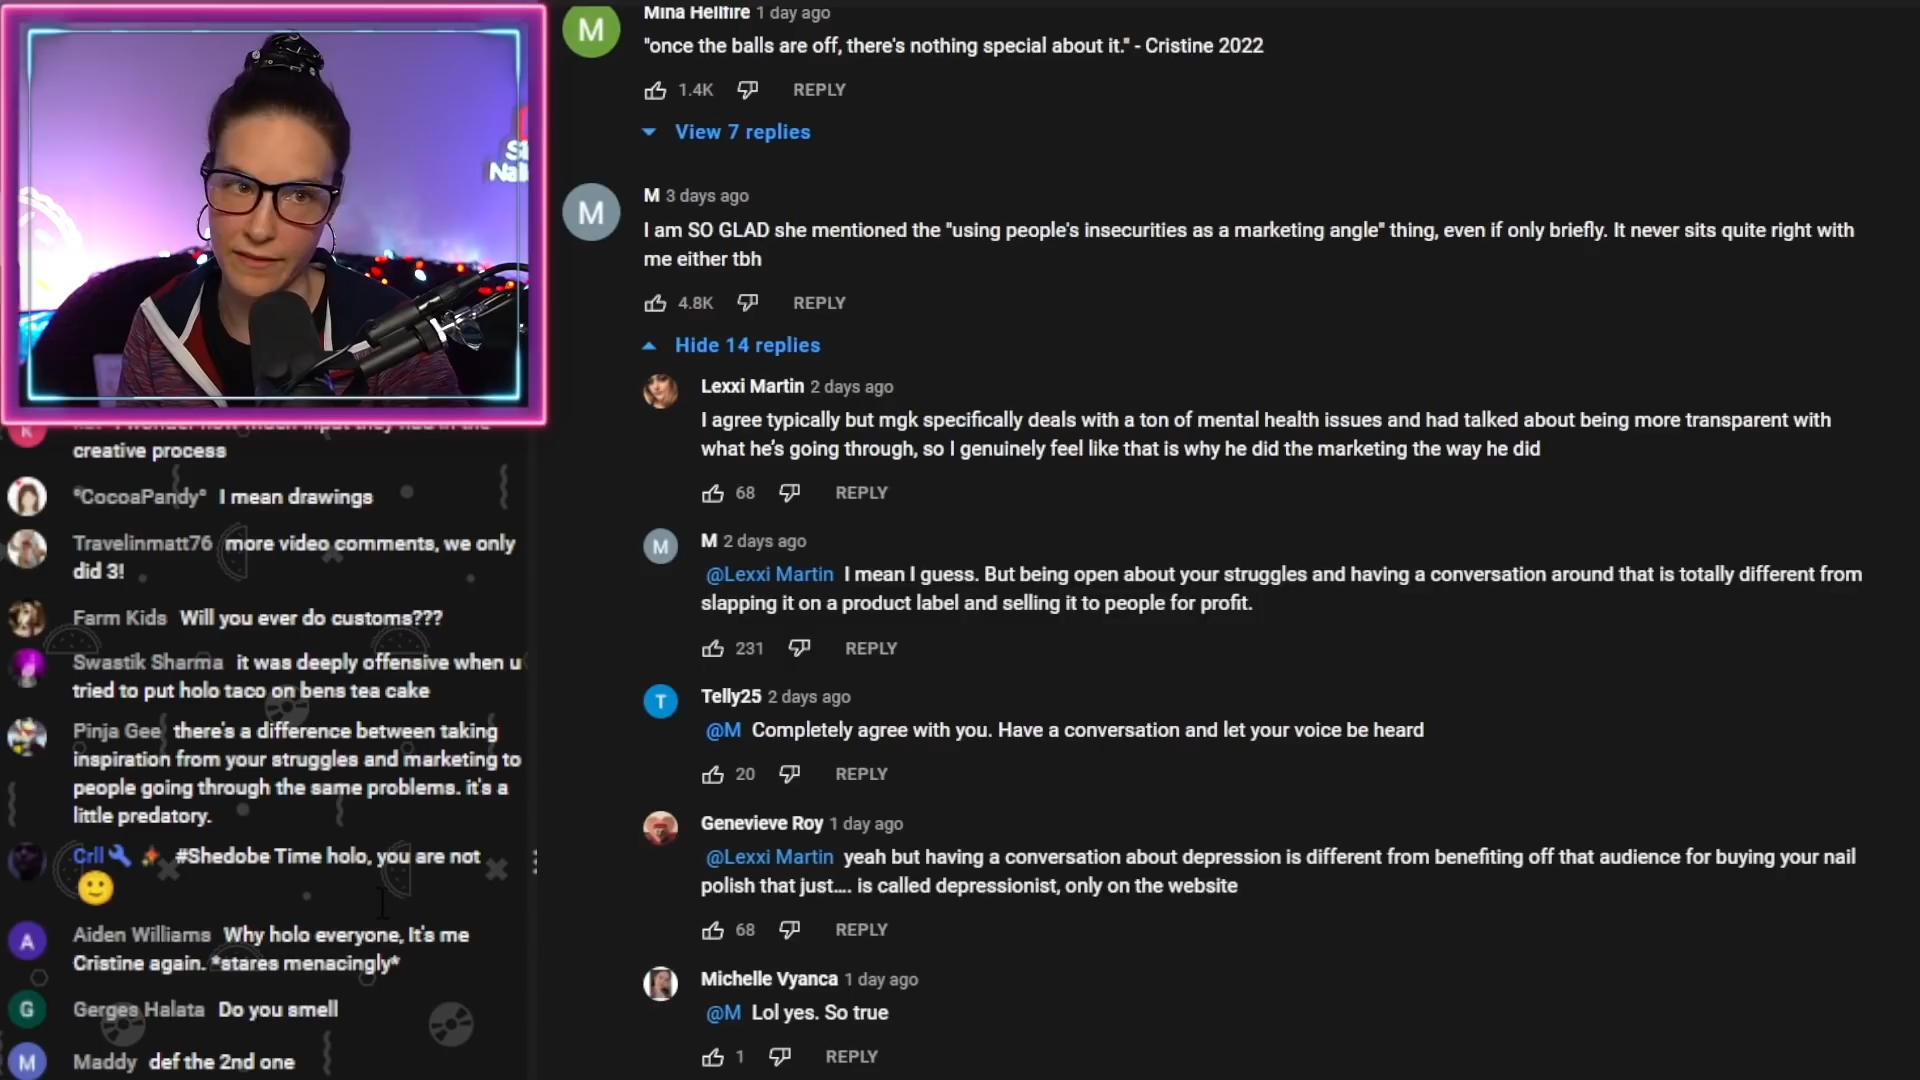 Mina Hellfire 1 day ago
"once the balls are off, there's nothing special about it." - Cristine 2022
1.4K REPLY
View 7 replies
M 3 days ago
I am SO GLAD she mentioned the "using people's insecurities as a marketing angle" thing, even if only briefly. It never sits quite right with
me either tbh
4.8K REPLY
Hide 14 replies
Lexxi Martin 2 days ago
I agree typically but mgk specifically deals with a ton of mental health issues and had talked about being more transparent with
what he's going through, so I genuinely feel like that is why he did the marketing the way he did
68 REPLY
M 2 days ago
@Lexxi Martin I mean I guess. But being open about your struggles and having a conversation around that is totally different from
slapping it on a product label and selling it to people for profit.
231 REPLY
Telly25 2 days ago
@M Completely agree with you. Have a conversation and let your voice be heard
20 REPLY
Genevieve Roy 1 day ago
@Lexxi Martin yeah but having a conversation about depression is different from benefiting off that audience for buying your nail
polish that just.... is called depressionist, only on the website
68 REPLY
Michelle Vyanca 1 day ago
@M Lol yes. So true
1 REPLY
creative process
*CocoaPandy* I mean drawings
Travelinmatt76 more video comments, we only
did 3!
Farm Kids Will you ever do customs???
Swastik Sharma it was deeply offensive when u
tried to put holo taco on bens tea cake
Pinja Gee there's a difference between taking
inspiration from your struggles and marketing to
people going through the same problems. it's a
little predatory.
Crll #Shedobe Time holo, you are not
Aiden Williams Why holo everyone, It's me
Cristine again. *stares menacingly*
Gerges Halata Do you smell
Maddy def the 2nd one
M
M
M
T
A
G
M